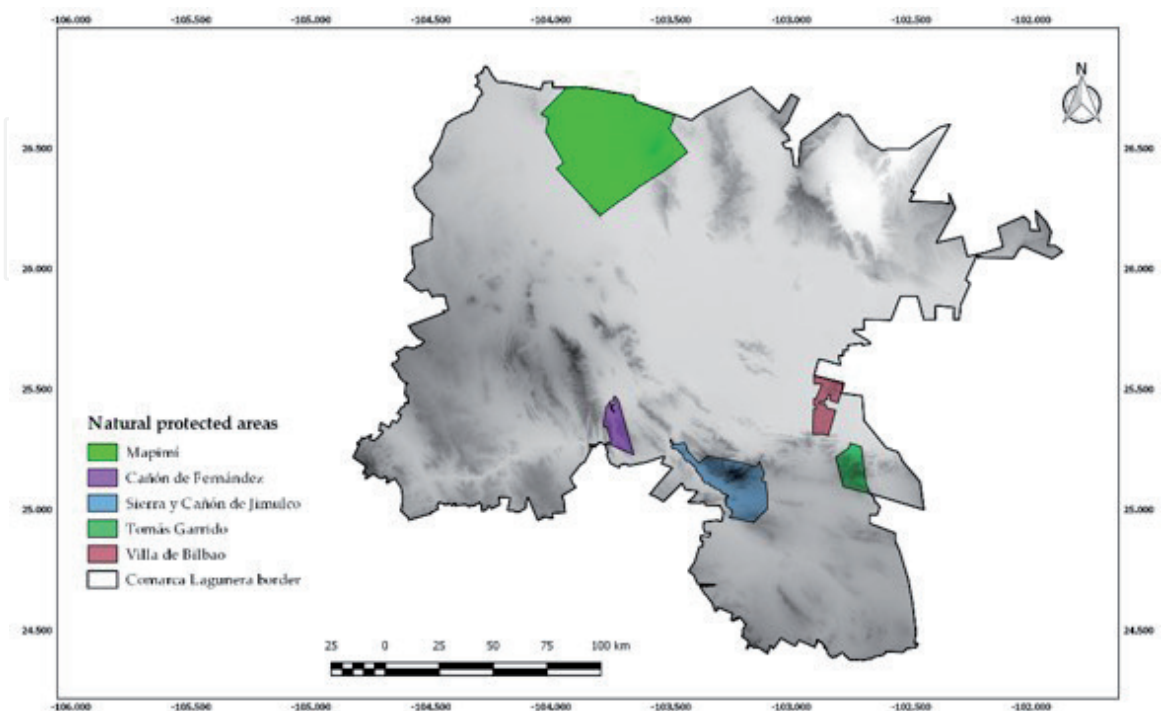 -106.000 -105.500 -105.000 -104.500 -104.000 -103.500 -103.000 -102.500 -102.000
N
26.500 26.500
26.000 26.000
25.500 25.500
Natural protected areas
Mapimí
Cañón de Fernández
Sierra y Cañón de Jimulco
25.000 25.000
Tomás Garrido
Villa de Bilbao
Comarca Lagunera border
24.500 24.500
25 0 25 50 75 100 km
-106.000 -105.500 -105.000 -104.500 -104.000 -103.500 -103.000 -102.500 -102.000